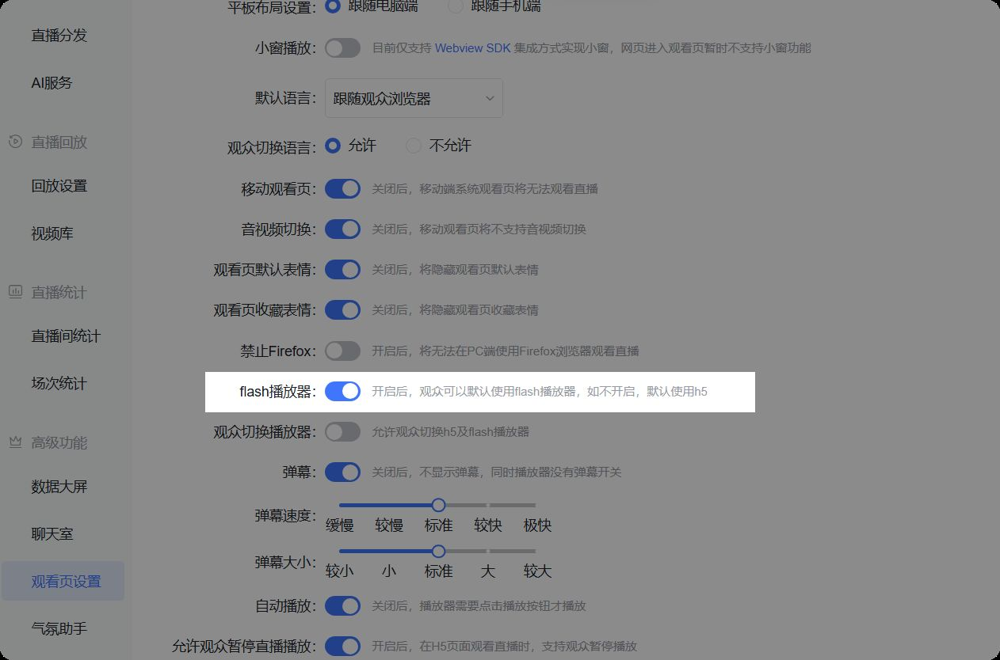 直播分发
AI服务
直播回放
回放设置
视频库
直播统计
直播间统计
场次统计
高级功能
数据大屏
聊天室
观看页设置
气氛助手
平板布局设置: 跟随电脑端 跟随手机端
小窗播放: 目前仅支持 Webview SDK 集成方式实现小窗，网页进入观看页暂时不支持小窗功能
默认语言: 跟随观众浏览器
观众切换语言: 允许 不允许
移动观看页: 关闭后，移动端系统观看页将无法观看直播
音视频切换: 关闭后，移动观看页将不支持音视频切换
观看页默认表情: 关闭后，将隐藏观看页默认表情
观看页收藏表情: 关闭后，将隐藏观看页收藏表情
禁止Firefox: 开启后，将无法在PC端使用Firefox浏览器观看直播
flash播放器: 开启后，观众可以默认使用flash播放器，如不开启，默认使用h5
观众切换播放器: 允许观众切换h5及flash播放器
弹幕: 关闭后，不显示弹幕，同时播放器没有弹幕开关
弹幕速度:
缓慢 较慢 标准 较快 极快
弹幕大小:
较小 小 标准 大 较大
自动播放: 关闭后，播放器需要点击播放按钮才播放
允许观众暂停直播播放: 开启后，在H5页面观看直播时，支持观众暂停播放